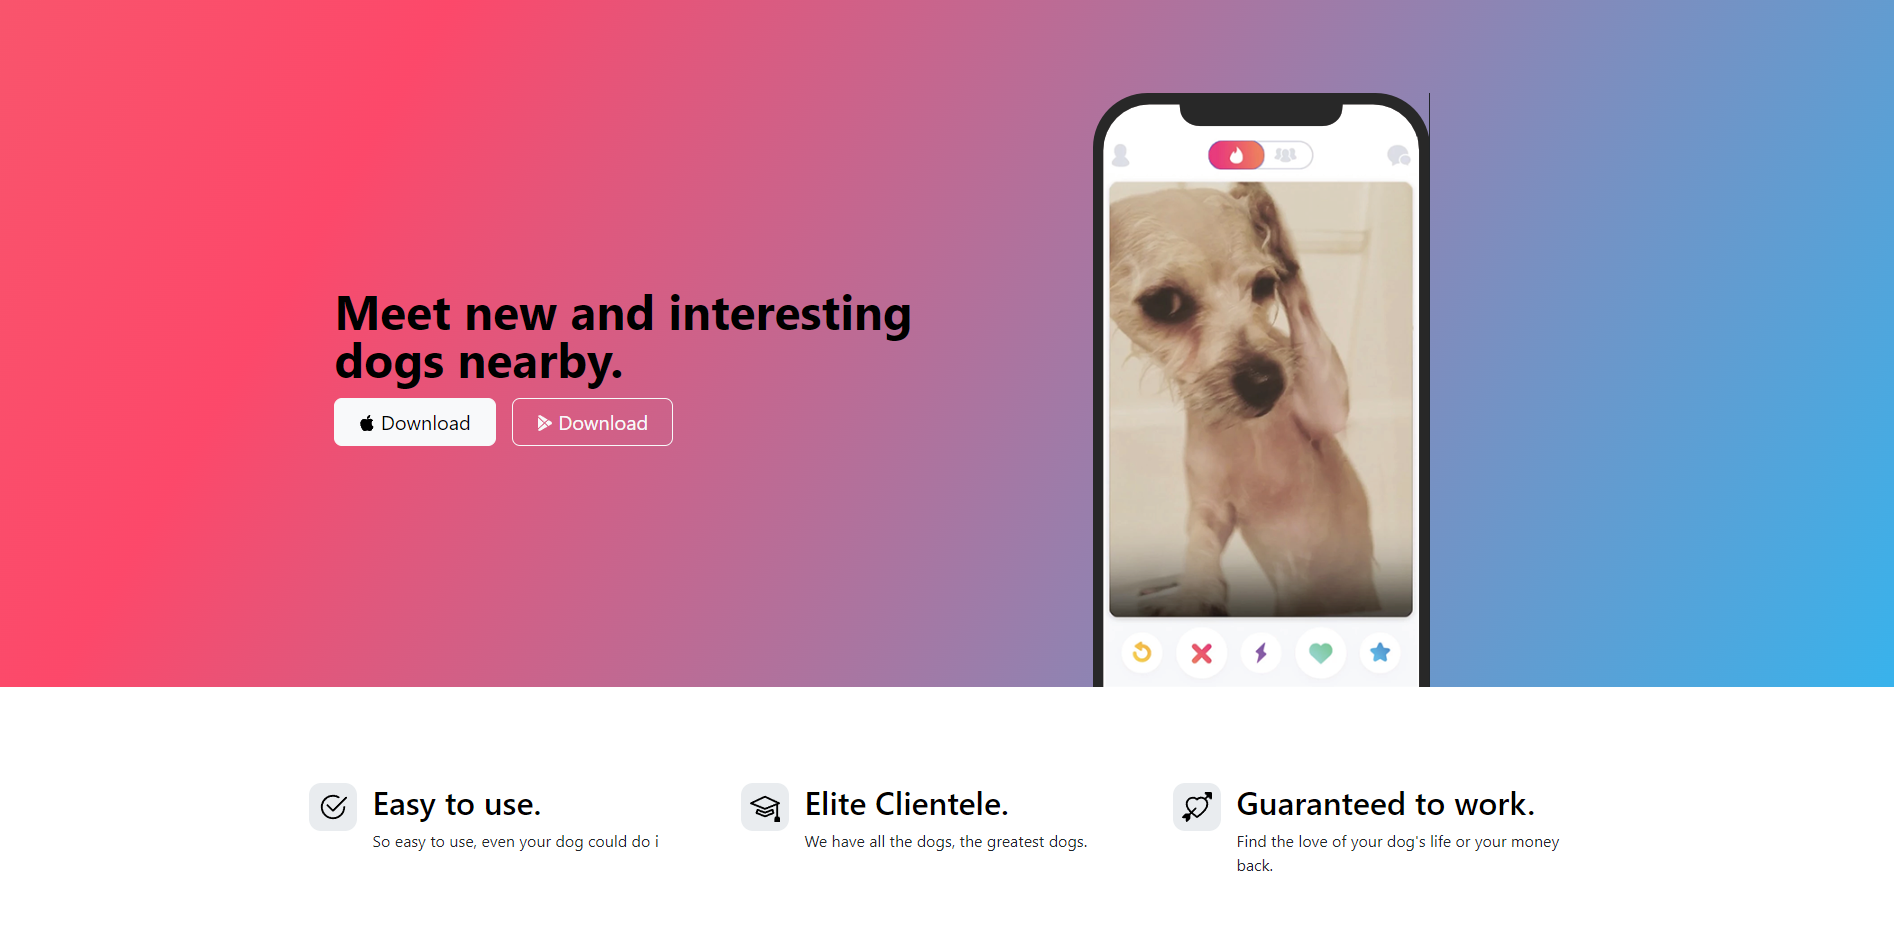 Meet new and interesting
dogs nearby.
Download
Download
Easy to use.
So easy to use, even your dog could do i
Elite Clientele.
We have all the dogs, the greatest dogs.
Guaranteed to work.
Find the love of your dog's life or your money
back.